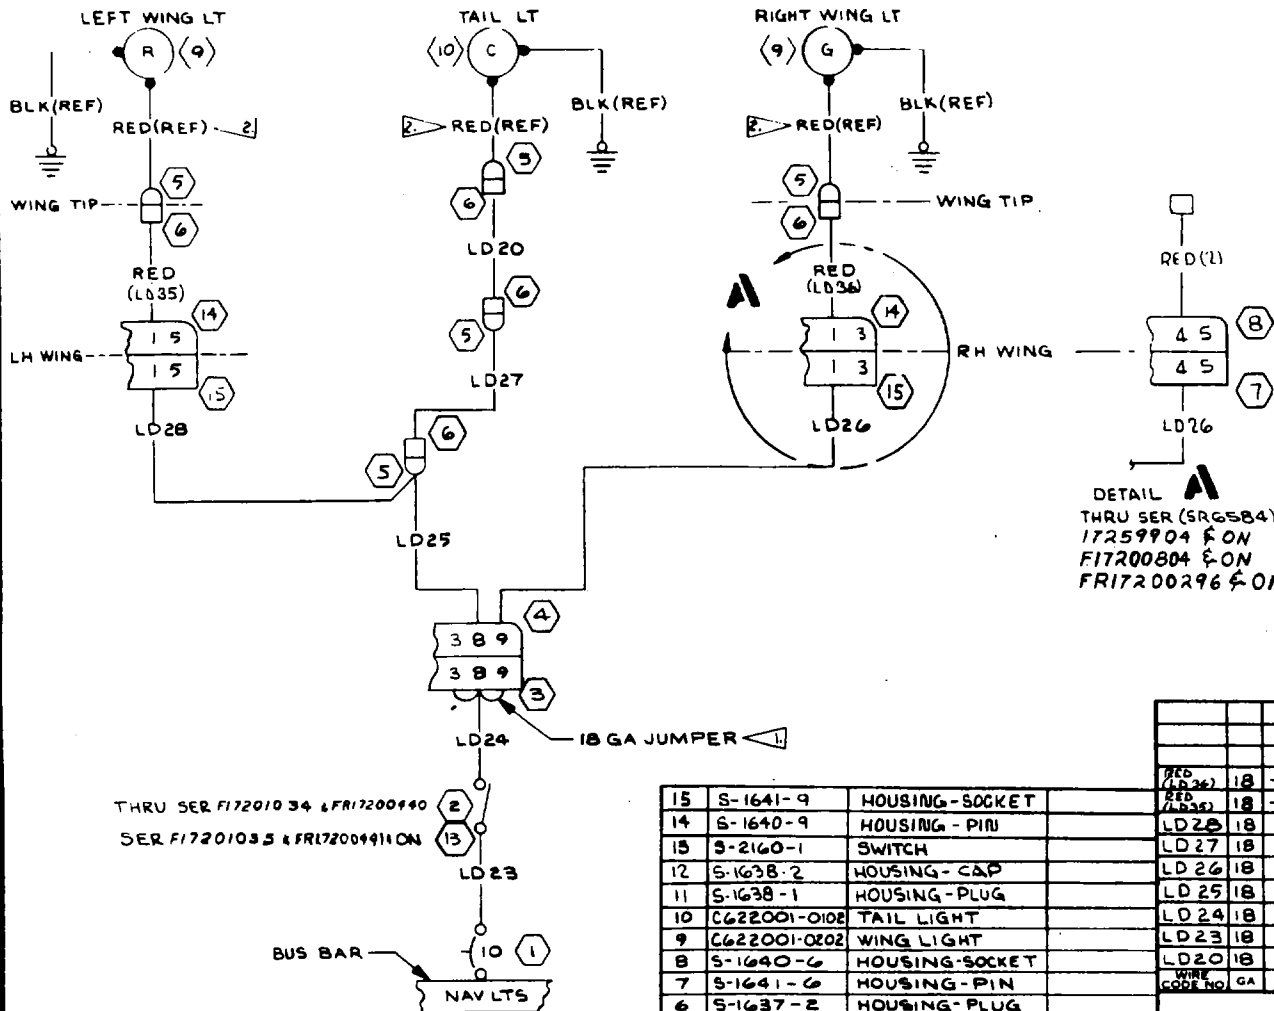 LEFT WING LT
TAIL LT
RIGHT WING LT
R
9
10
C
9
G
BLK(REF)
RED(REF)
2.
2.
RED(REF)
BLK(REF)
2.
RED(REF)
BLK(REF)
5
WING TIP
6
5
6
5
6
WING TIP
LD20
RED
(LD35)
14
6
5
A
RED
(LD36)
14
RED(2)
1 5
1 5
LH WING
15
1 3
1 3
15
RH WING
4 5
4 5
8
7
LD27
LD28
LD26
LD26
6
5
DETAIL A
THRU SER (SR6584)
17259904 & ON
F17200804 & ON
FR17200296 & ON
LD25
4
3 8 9
3 8 9
3
LD24
18 GA JUMPER
1.
THRU SER F17201034 & FR17200440
2
SER F17201035 & FR17200441 ON
13
LD23
BUS BAR
10
1
NAV LTS
15 S-1641-9 HOUSING-SOCKET
14 S-1640-9 HOUSING - PIN
13 S-2160-1 SWITCH
12 S-1638-2 HOUSING - CAP
11 S-1638-1 HOUSING-PLUG
10 C622001-0102 TAIL LIGHT
9 C622001-0202 WING LIGHT
8 S-1640-6 HOUSING-SOCKET
7 S-1641-6 HOUSING-PIN
6 S-1637-2 HOUSING-PLUG
RED (LD36) 18
RED (LD35) 18
LD28 18
LD27 18
LD26 18
LD25 18
LD24 18
LD23 18
LD20 18
WIRE CODE NO. GA